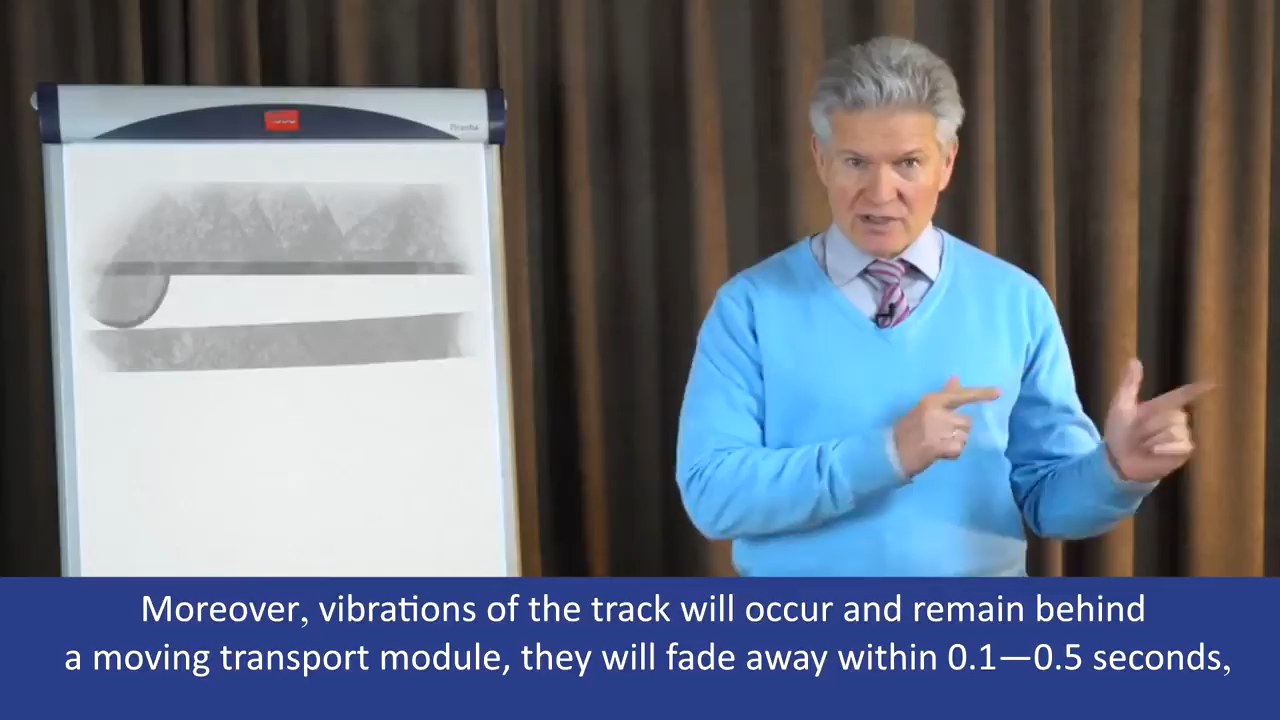 Piranha
Moreover, vibrations of the track will occur and remain behind
a moving transport module, they will fade away within 0.1—0.5 seconds,